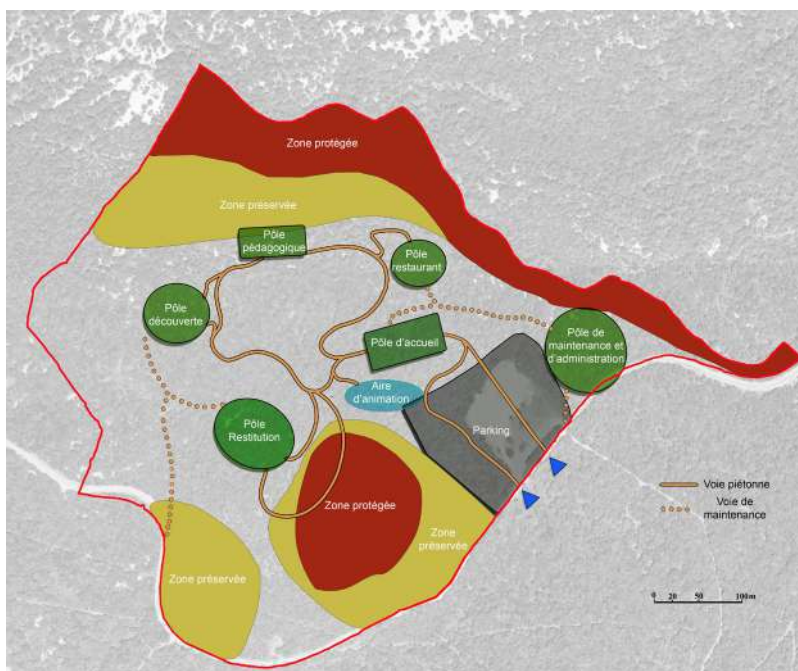 Zone protégée
Zone préservée
Pôle
pédagogique
Pôle
restaurant
Pôle
découverte
Pôle d'accueil
Pôle de
maintenance et
d'administration
Aire
d'animation
Pôle
Restitution
Parking
Zone protégée
Zone préservée
Zone préservée
Voie piétonne
Voie de
maintenance
0 20 50 100m